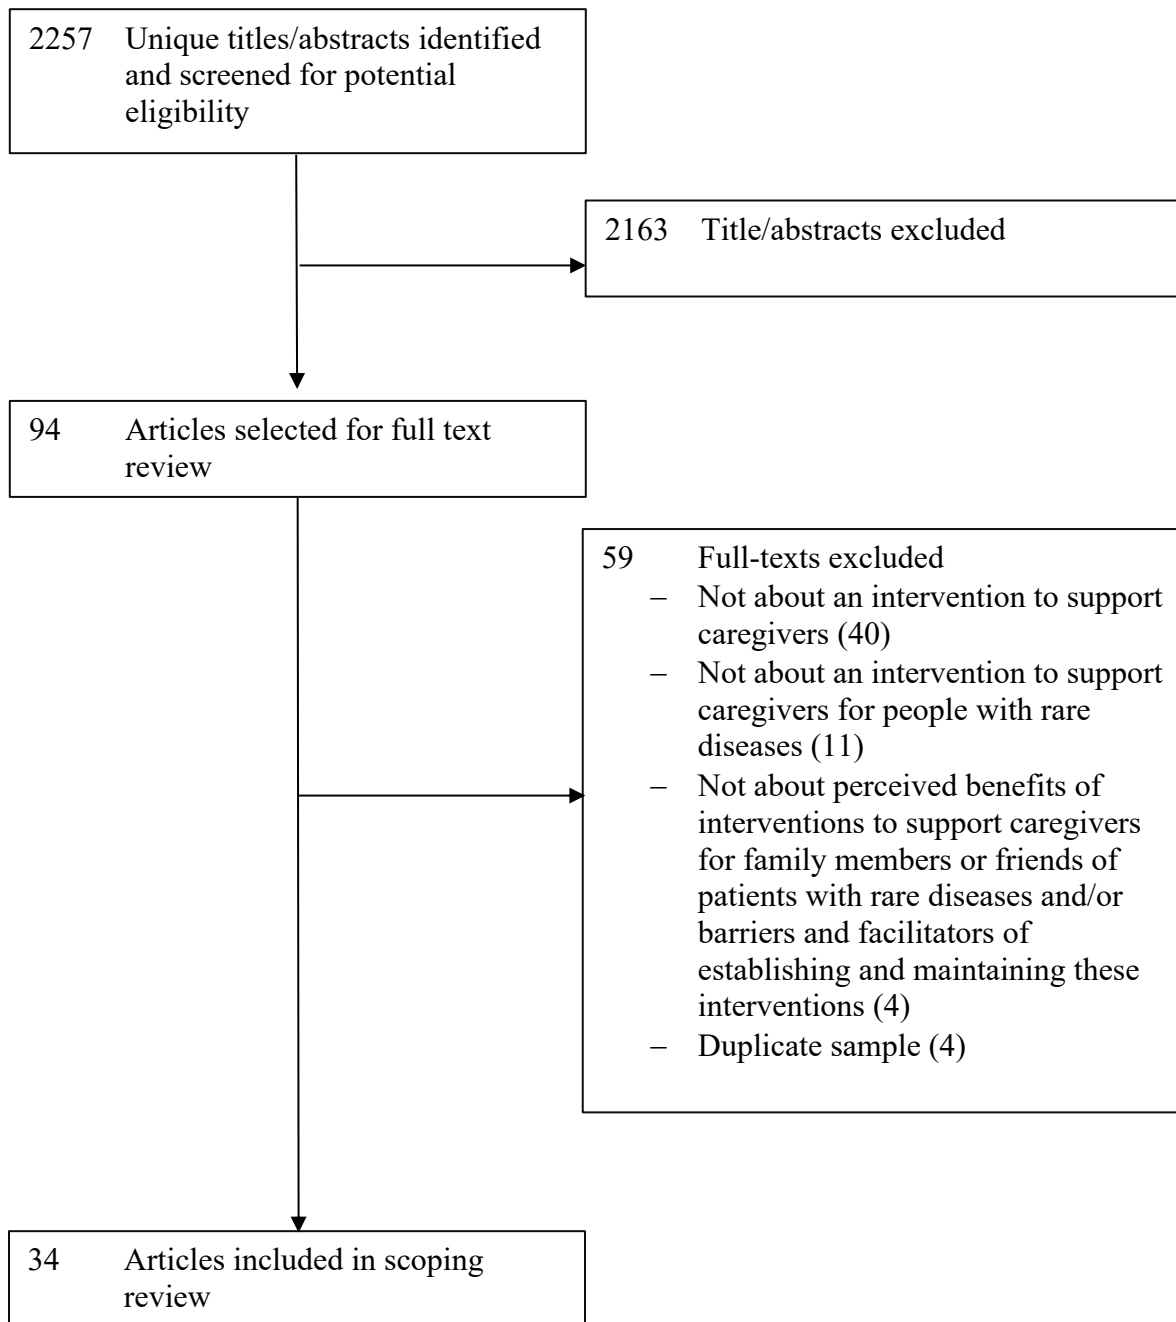 2257 Unique titles/abstracts identified
and screened for potential
eligibility
2163 Title/abstracts excluded
94 Articles selected for full text
review
59 Full-texts excluded
– Not about an intervention to support
caregivers (40)
– Not about an intervention to support
caregivers for people with rare
diseases (11)
– Not about perceived benefits of
interventions to support caregivers
for family members or friends of
patients with rare diseases and/or
barriers and facilitators of
establishing and maintaining these
interventions (4)
– Duplicate sample (4)
34 Articles included in scoping
review